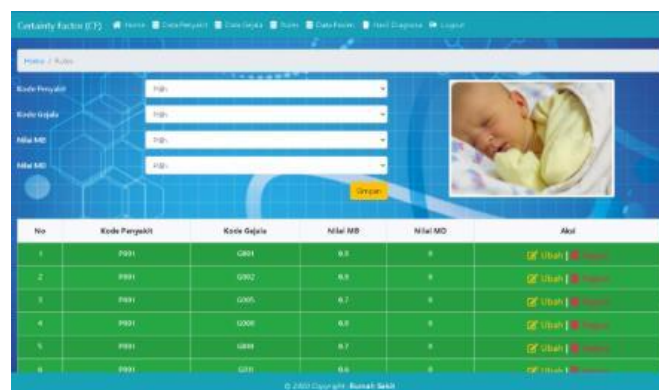 Certainty Factor (CF) Home Data Penyakit Data Gejala Rules Data Pasien Hasil Diagnosa Logout
Home / Rules
Kode Penyakit Pilih
Kode Gejala Pilih
Nilai MB Pilih
Nilai MD Pilih
Simpan
No Kode Penyakit Kode Gejala Nilai MB Nilai MD Aksi
1 P001 G001 0 Ubah |
2 P001 G002 0 Ubah |
3 P001 G005 0.7 0 Ubah |
4 P001 0 Ubah |
5 P001 0.7 0 Ubah |
6 P001 Ubah |
Copyright: Rumah Sakit